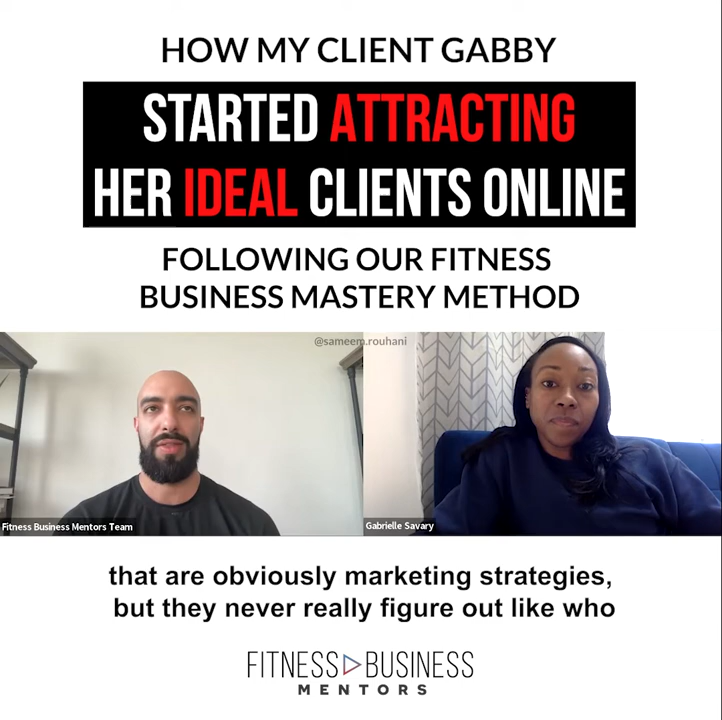 HOW MY CLIENT GABBY
STARTED ATTRACTING
HER IDEAL CLIENTS ONLINE
FOLLOWING OUR FITNESS
BUSINESS MASTERY METHOD
@sameem.rouhani
Fitness Business Mentors Team
Gabrielle Savary
that are obviously marketing strategies,
but they never really figure out like who
FITNESS BUSINESS
MENTORS